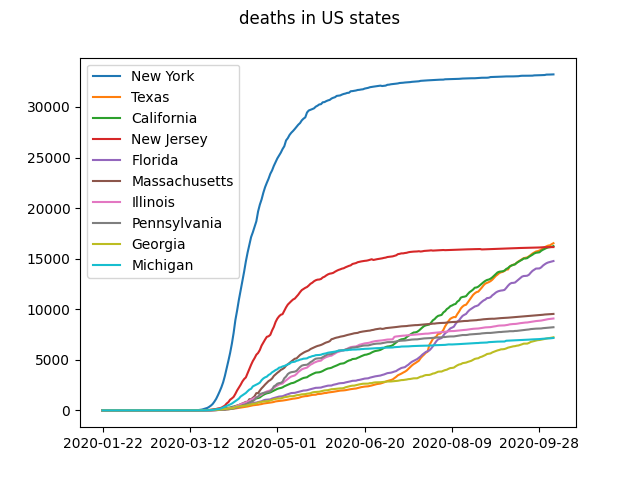 deaths in US states
New York
Texas
California
New Jersey
Florida
Massachusetts
Illinois
Pennsylvania
Georgia
Michigan
30000
25000
20000
15000
10000
5000
0
2020-01-22 2020-03-12 2020-05-01 2020-06-20 2020-08-09 2020-09-28